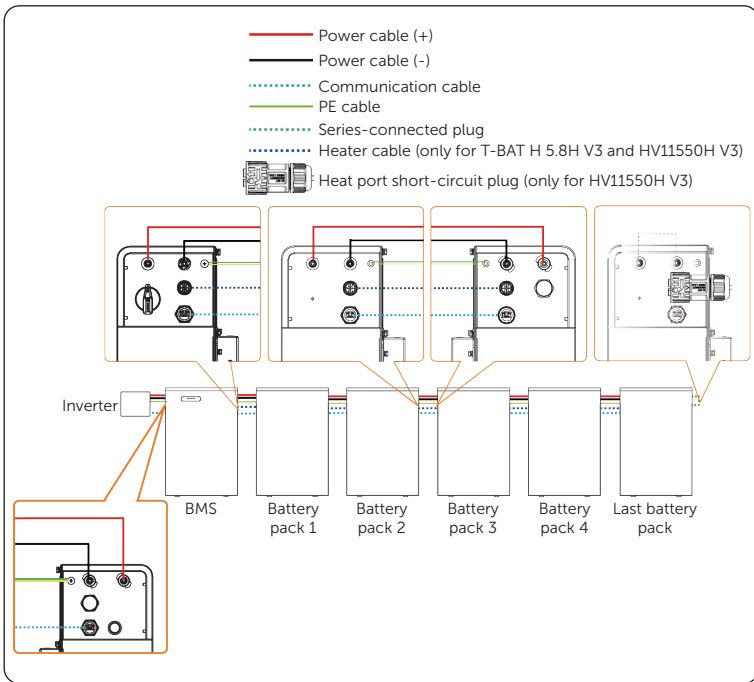 Power cable (+)
Power cable (-)
Communication cable
PE cable
Series-connected plug
Heater cable (only for T-BAT H 5.8H V3 and HV11550H V3)
Heat port short-circuit plug (only for HV11550H V3)
Inverter
BMS
Battery
pack 1
Battery
pack 2
Battery
pack 3
Battery
pack 4
Last battery
pack